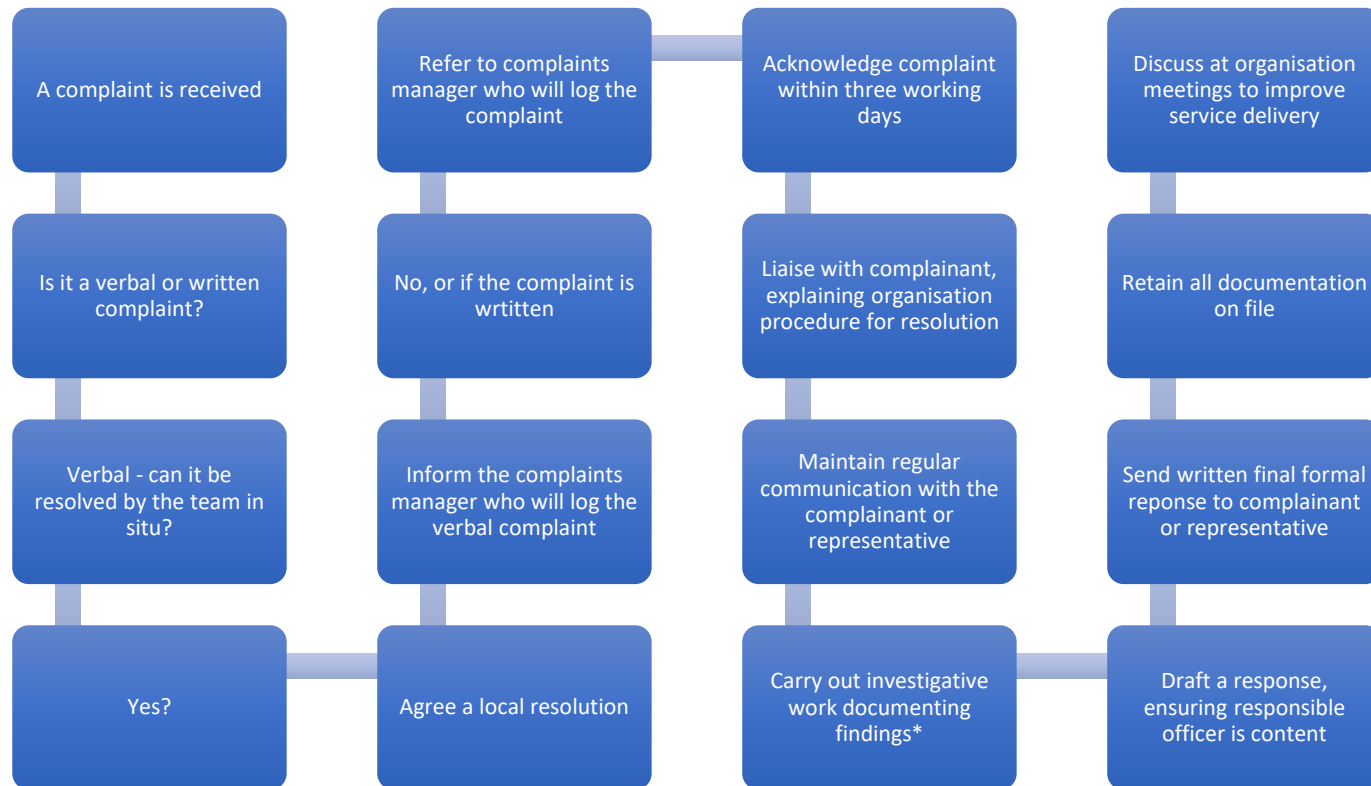 A complaint is received
Is it a verbal or written
complaint?
Verbal - can it be
resolved by the team in
situ?
Yes?
Agree a local resolution
Inform the complaints
manager who will log the
verbal complaint
No, or if the complaint is
wrtitten
Refer to complaints
manager who will log the
complaint
Acknowledge complaint
within three working
days
Liaise with complainant,
explaining organisation
procedure for resolution
Maintain regular
communication with the
complainant or
representative
Carry out investigative
work documenting
findings*
Draft a response,
ensuring responsible
officer is content
Send written final formal
reponse to complainant
or representative
Retain all documentation
on file
Discuss at organisation
meetings to improve
service delivery